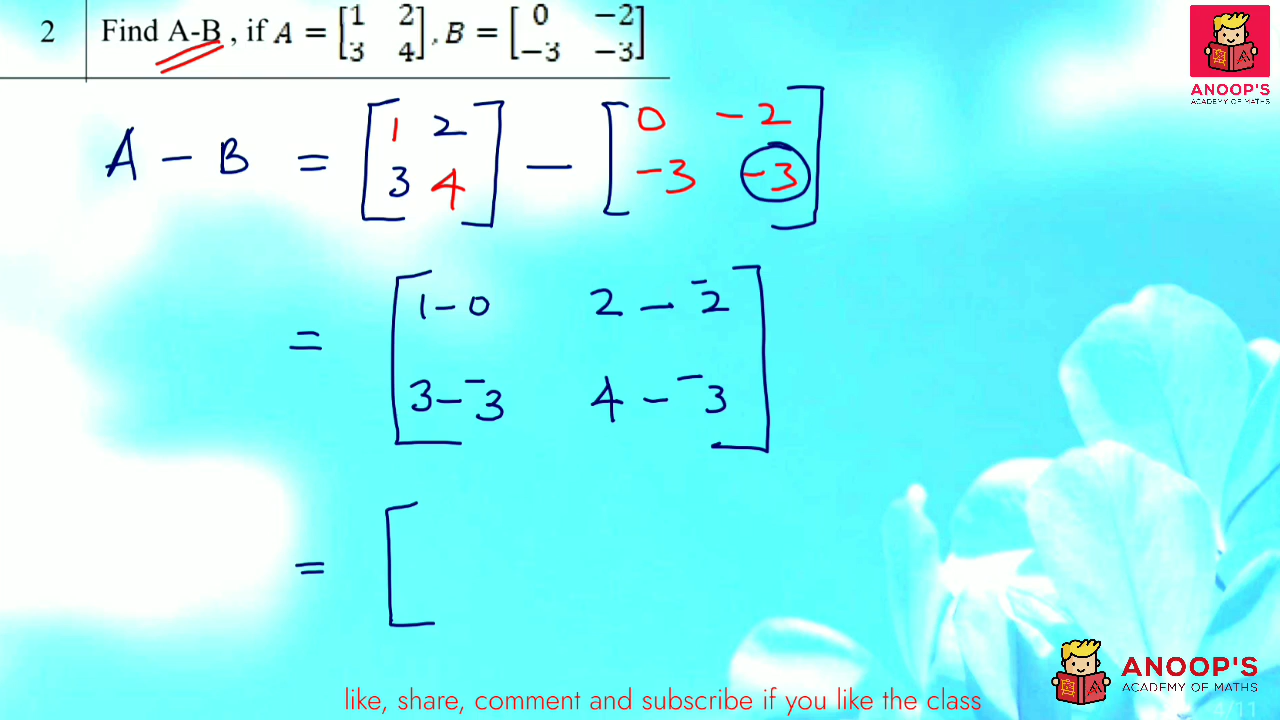 2 Find A-B , if A = [1 2 3 4], B = [0 −2 −3 −3]
ANOOP'S
ACADEMY OF MATHS
A − B = [1 2 3 4] − [0 −2 −3 −3]
= [1−0 2−⁻2 3−⁻3 4−⁻3]
= [
ANOOP'S
ACADEMY OF MATHS
like, share, comment and subscribe if you like the class
4/11